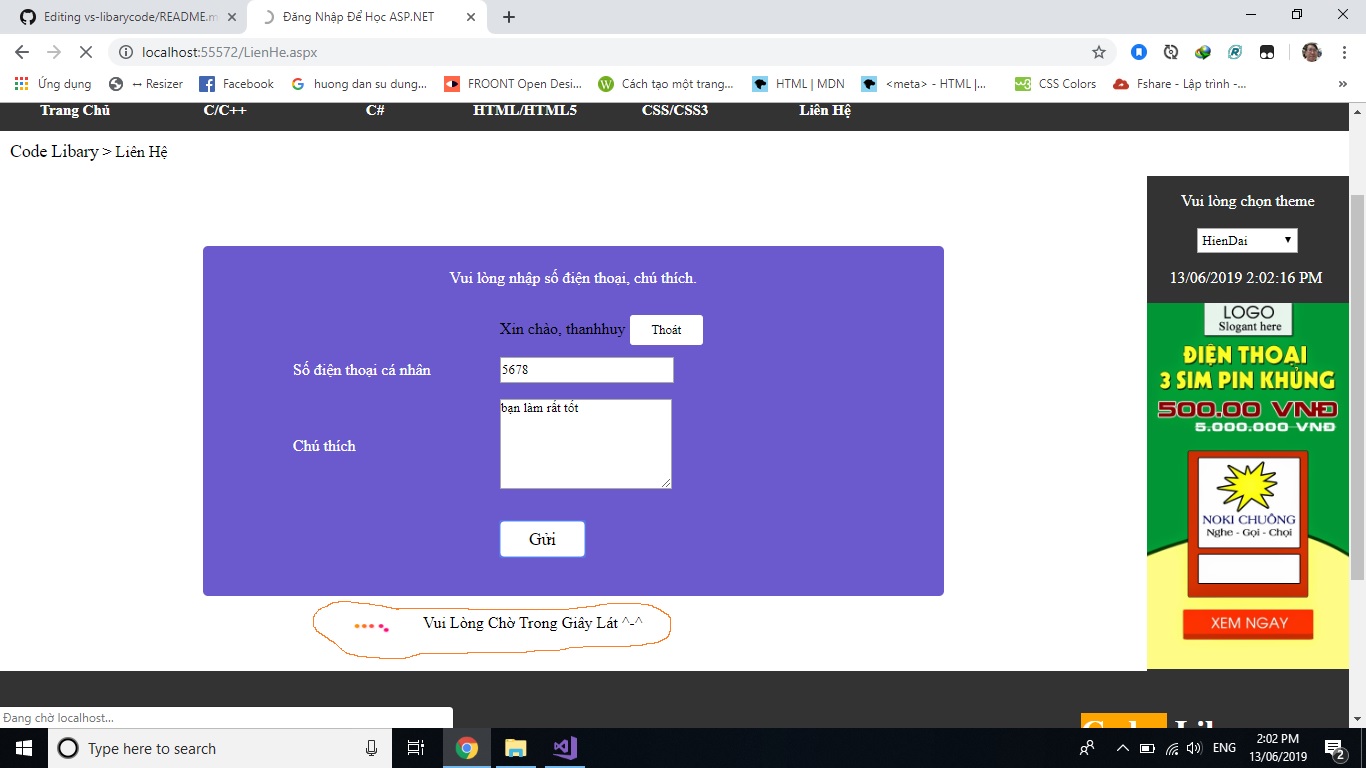 Editing vs-libarycode/README.m
Đăng Nhập Để Học ASP.NET
localhost:55572/LienHe.aspx
Ứng dụng
↔ Resizer
Facebook
huong dan su dung...
FROONT Open Desi...
Cách tạo một trang...
HTML | MDN
<meta> - HTML |...
CSS Colors
Fshare - Lập trình -...
»
Trang Chủ
C/C++
C#
HTML/HTML5
CSS/CSS3
Liên Hệ
Code Libary > Liên Hệ
Vui lòng chọn theme
HienDai
13/06/2019 2:02:16 PM
Vui lòng nhập số điện thoại, chú thích.
Xin chào, thanhhuy
Thoát
Số điện thoại cá nhân
5678
Chú thích
bạn làm rất tốt
Gửi
Vui Lòng Chờ Trong Giây Lát ^-^
LOGO
Slogant here
ĐIỆN THOẠI
3 SIM PIN KHỦNG
500.00 VNĐ
5.000.000 VNĐ
NOKI CHUÔNG
Nghe - Gọi - Chọi
XEM NGAY
Đang chờ localhost...
Type here to search
ENG
2:02 PM
13/06/2019
2